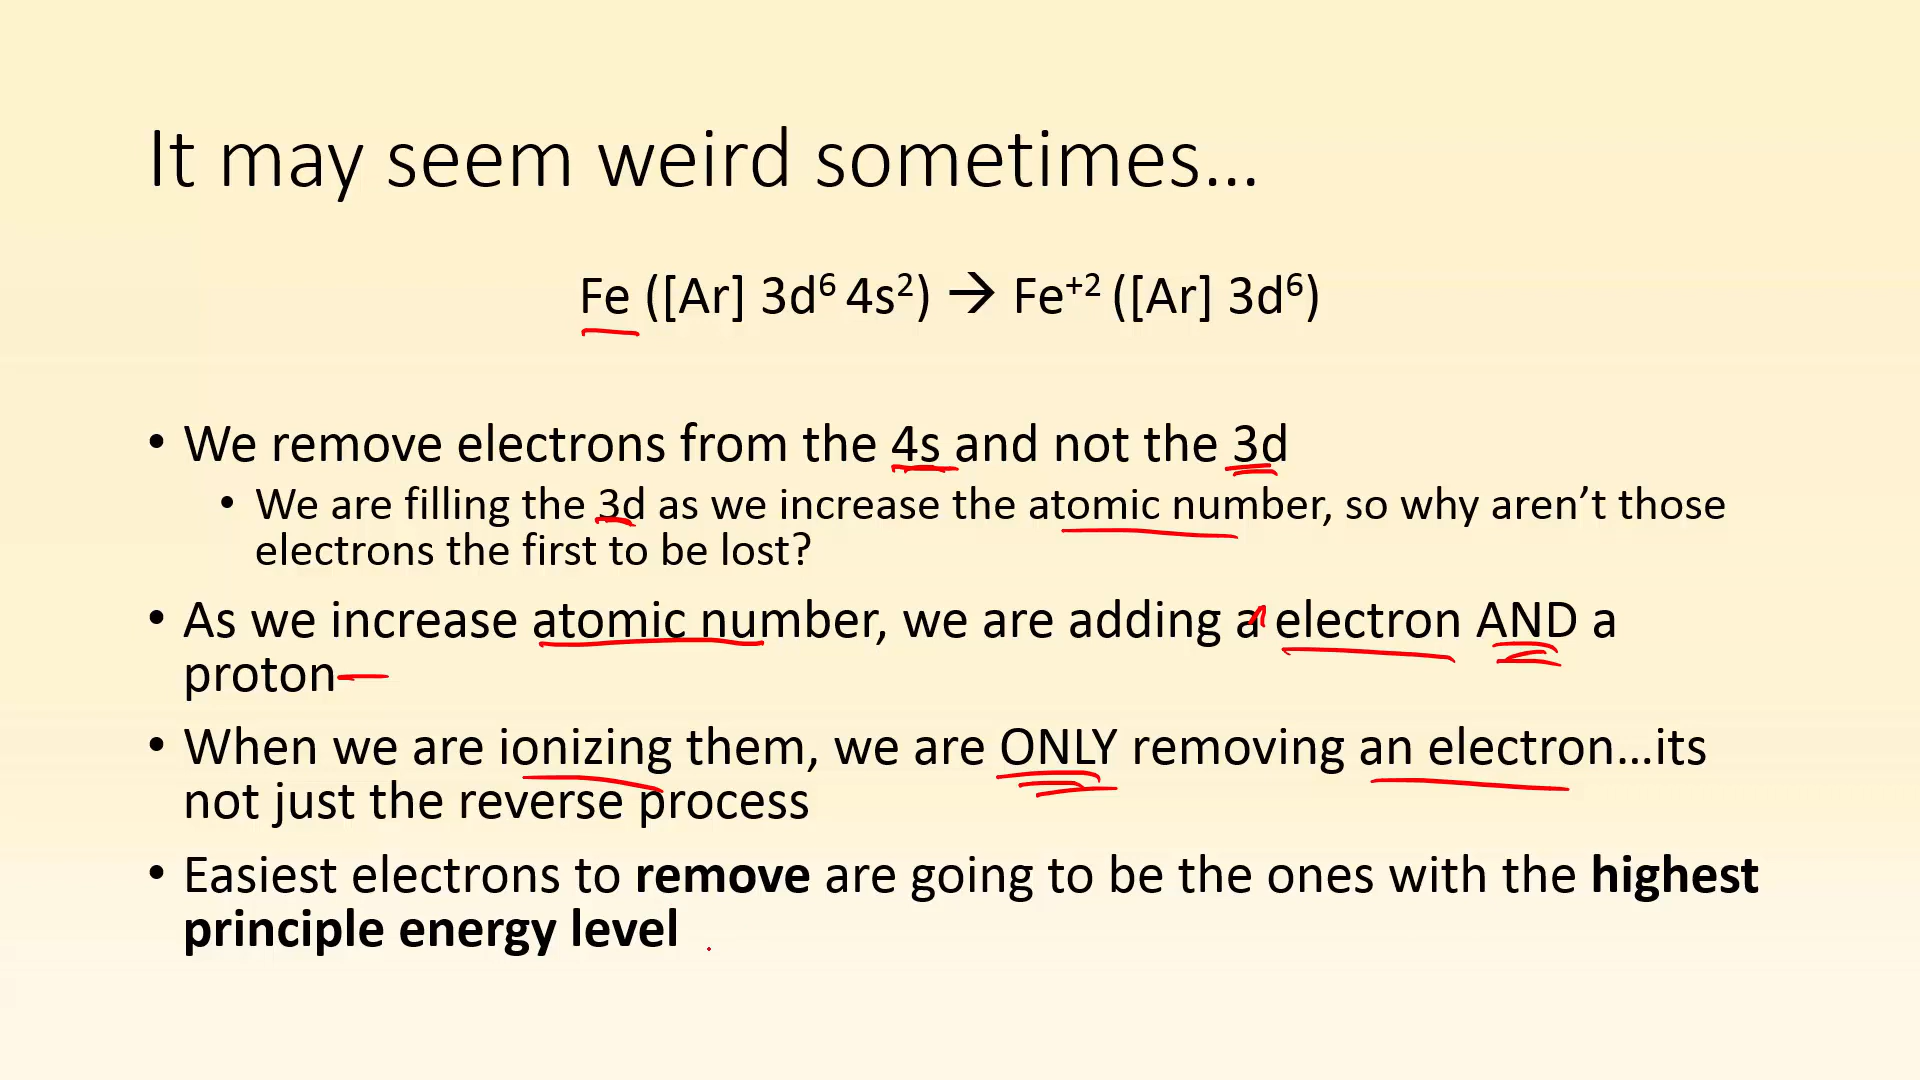 It may seem weird sometimes...
Fe ([Ar] 3d⁶ 4s²) → Fe⁺² ([Ar] 3d⁶)
• We remove electrons from the 4s and not the 3d
• We are filling the 3d as we increase the atomic number, so why aren’t those
electrons the first to be lost?
• As we increase atomic number, we are adding a electron AND a
proton
• When we are ionizing them, we are ONLY removing an electron...its
not just the reverse process
• Easiest electrons to remove are going to be the ones with the highest
principle energy level